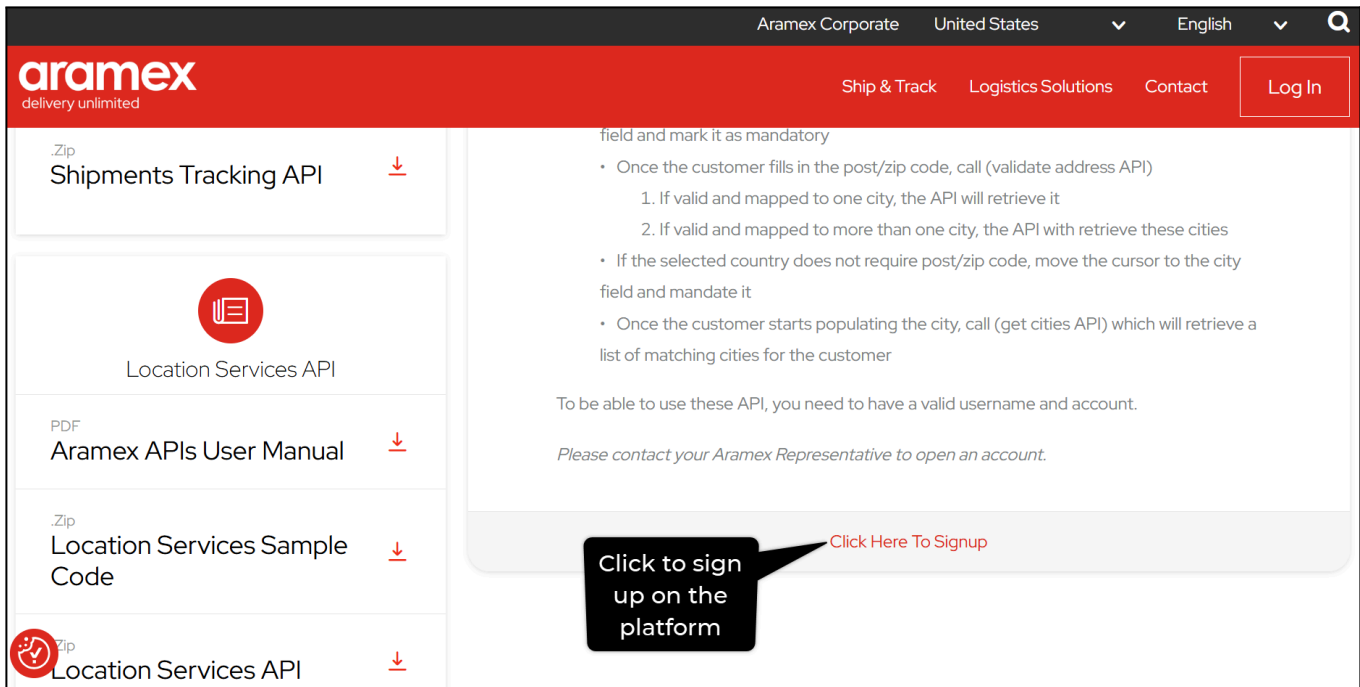 Aramex Corporate United States English
aramex
delivery unlimited
Ship & Track Logistics Solutions Contact Log In
.Zip
Shipments Tracking API
Location Services API
PDF
Aramex APIs User Manual
.Zip
Location Services Sample
Code
Zip
Location Services API
field and mark it as mandatory
• Once the customer fills in the post/zip code, call (validate address API)
1. If valid and mapped to one city, the API will retrieve it
2. If valid and mapped to more than one city, the API with retrieve these cities
• If the selected country does not require post/zip code, move the cursor to the city
field and mandate it
• Once the customer starts populating the city, call (get cities API) which will retrieve a
list of matching cities for the customer
To be able to use these API, you need to have a valid username and account.
Please contact your Aramex Representative to open an account.
Click Here To Signup
Click to sign
up on the
platform